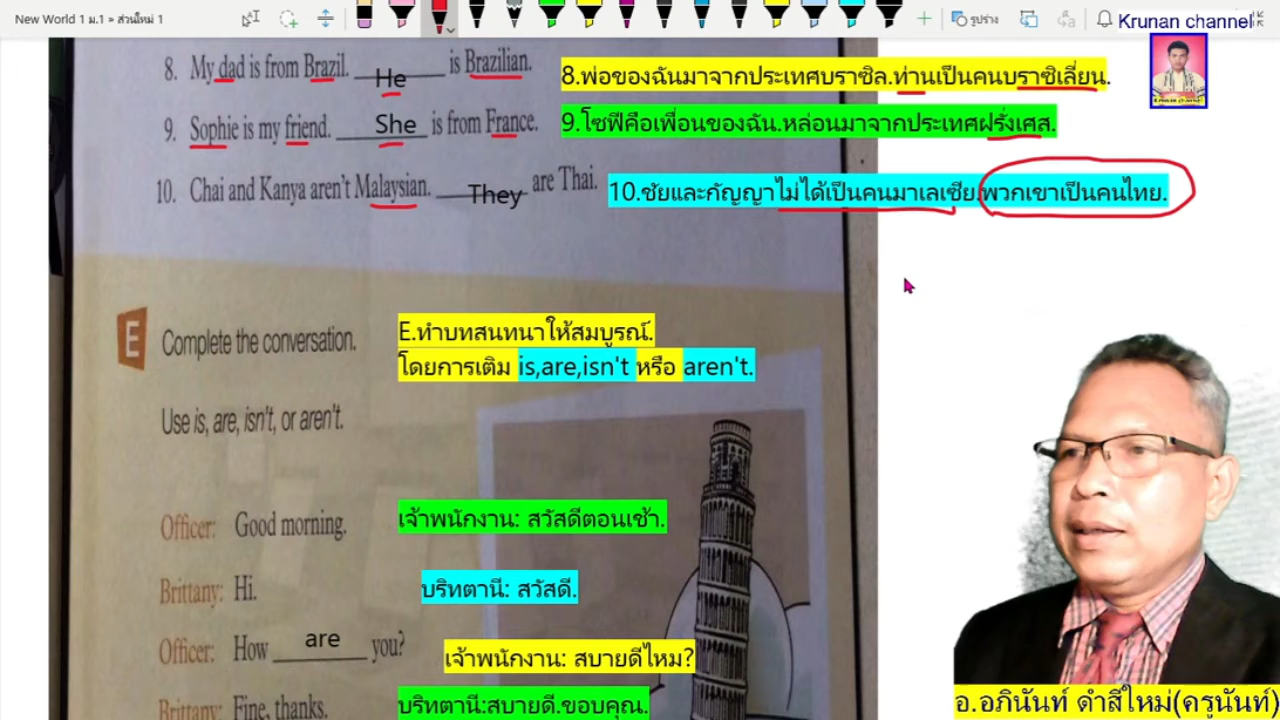 New World 1 ม.1 » ส่วนใหม่ 1
รูปร่าง
Krunan channel
8. My dad is from Brazil. He is Brazilian.
8.พ่อของฉันมาจากประเทศบราซิล.ท่านเป็นคนบราซิเลี่ยน.
9. Sophie is my friend. She is from France.
9.โซฟีคือเพื่อนของฉัน.หล่อนมาจากประเทศฝรั่งเศส.
10. Chai and Kanya aren't Malaysian. They are Thai.
10.ชัยและกัญญาไม่ได้เป็นคนมาเลเซีย.พวกเขาเป็นคนไทย.
E Complete the conversation.
E.ทำบทสนทนาให้สมบูรณ์.
โดยการเติม is,are,isn't หรือ aren't.
Use is, are, isn't, or aren't.
Officer: Good morning.
เจ้าพนักงาน: สวัสดีตอนเช้า.
Brittany: Hi.
บริทตานี: สวัสดี.
Officer: How are you?
เจ้าพนักงาน: สบายดีไหม?
Brittany: Fine, thanks.
บริทตานี:สบายดี.ขอบคุณ.
อ.อภินันท์ ดำสีใหม่(ครูนันท์)